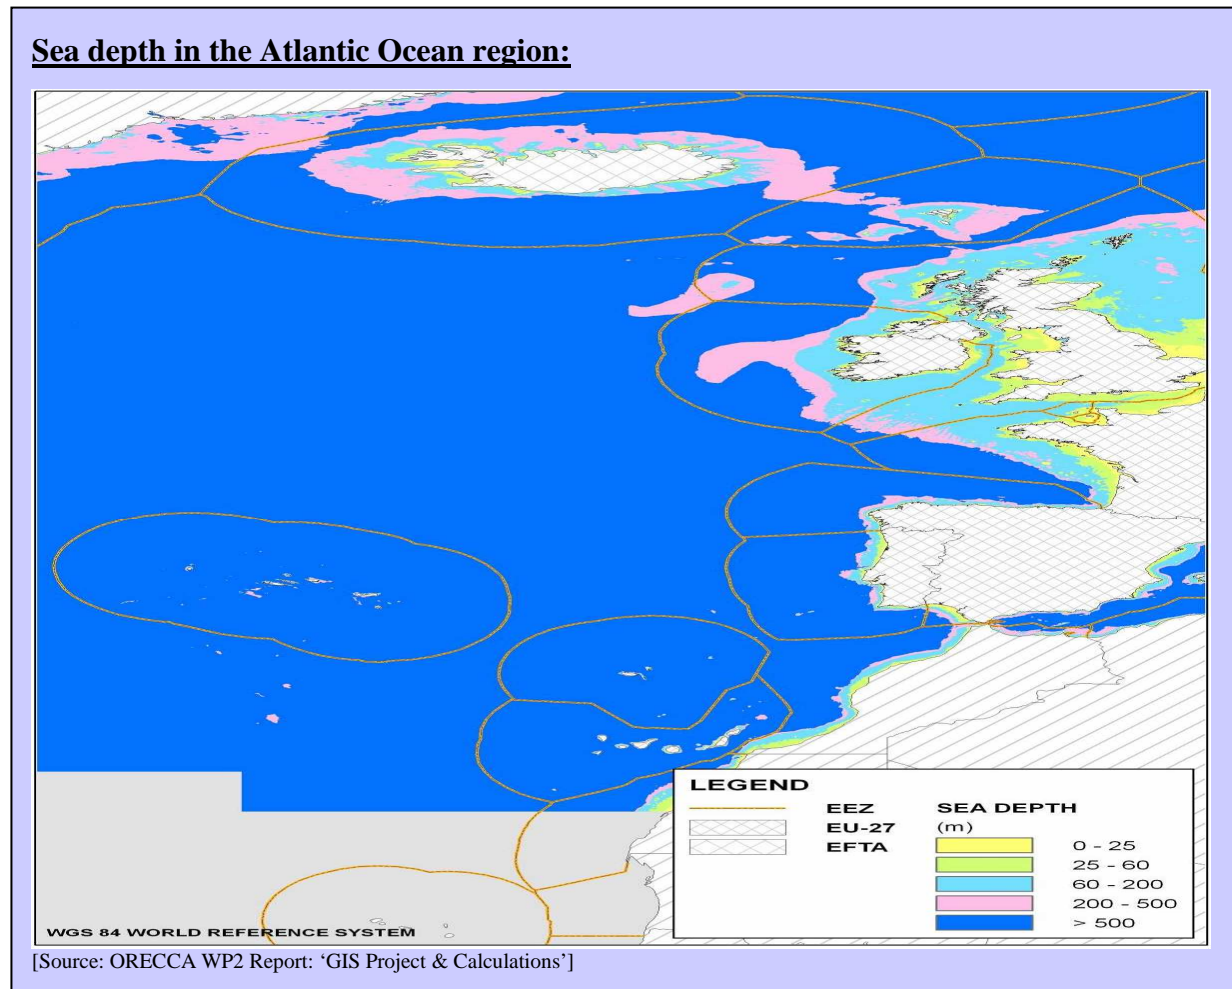 Sea depth in the Atlantic Ocean region:
LEGEND
EEZ
EU-27
EFTA
SEA DEPTH
(m)
0 - 25
25 - 60
60 - 200
200 - 500
> 500
WGS 84 WORLD REFERENCE SYSTEM
[Source: ORECCA WP2 Report: ‘GIS Project & Calculations’]